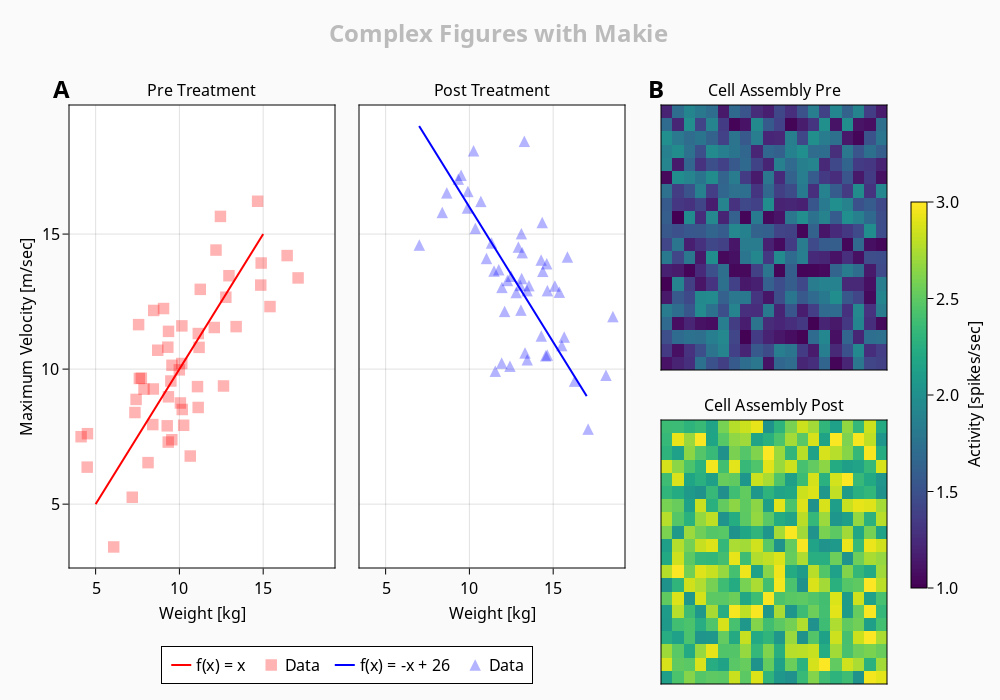 Complex Figures with Makie
A
Pre Treatment
Post Treatment
B
Cell Assembly Pre
Maximum Velocity [m/sec]
15
10
5
5
10
15
Weight [kg]
5
10
15
Weight [kg]
Cell Assembly Post
3.0
2.5
2.0
1.5
1.0
Activity [spikes/sec]
f(x) = x
Data
f(x) = -x + 26
Data